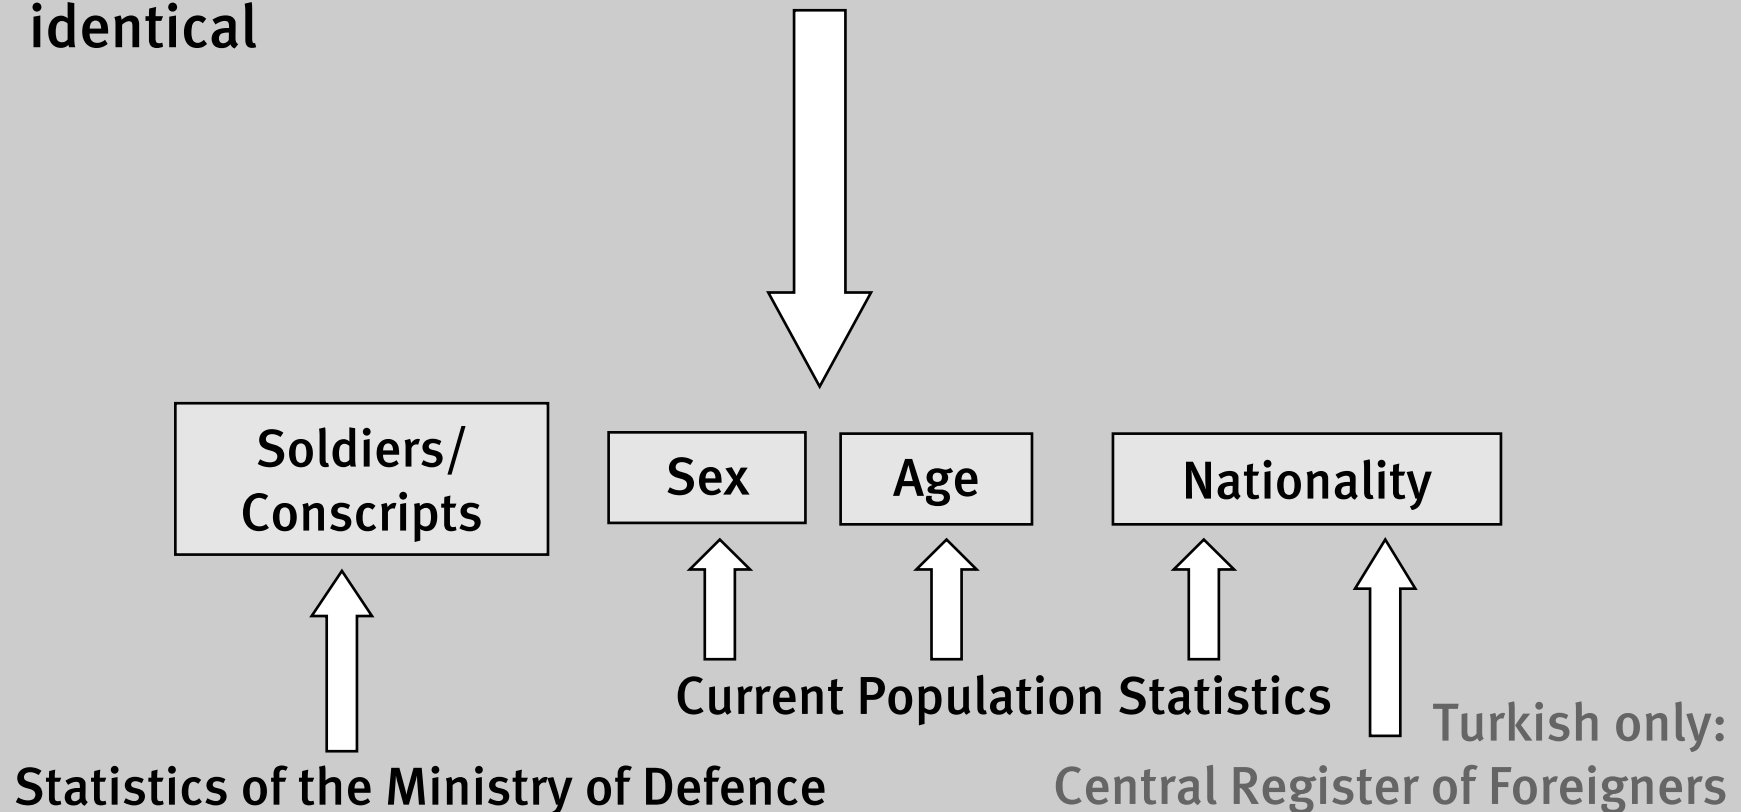 identical
Soldiers/
Conscripts
Sex
Age
Nationality
Current Population Statistics
Turkish only:
Statistics of the Ministry of Defence
Central Register of Foreigners